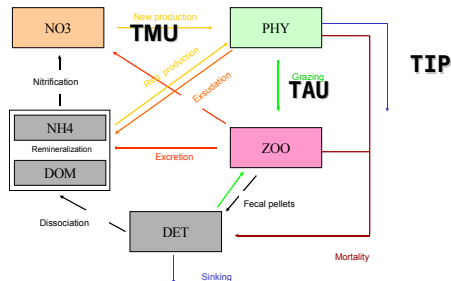 New production
NO3
TMU
PHY
TIP
Reg. production
Grazing
Nitrification
Exsudation
TAU
NH4
Remineralization
Excretion
ZOO
DOM
Fecal pellets
Dissociation
DET
Mortality
Sinking